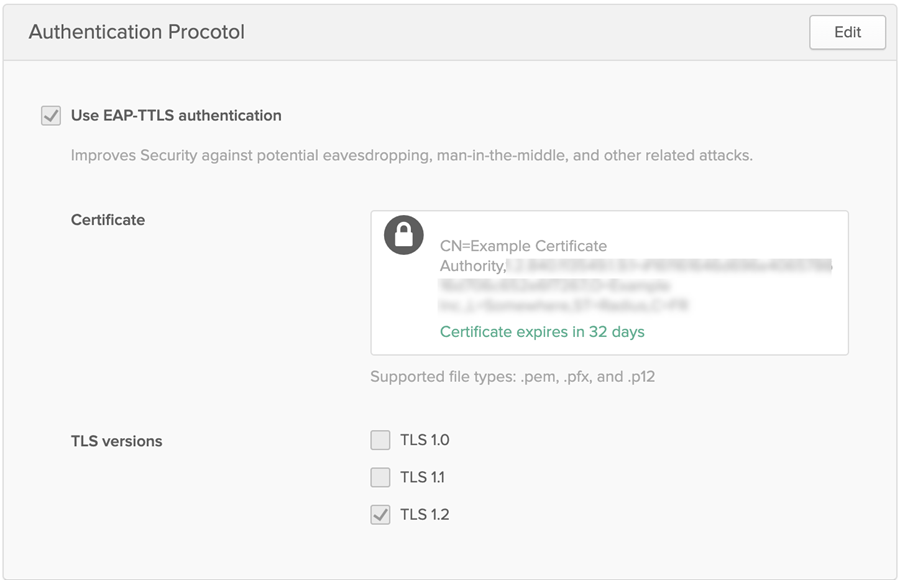 Authentication Procotol
Edit
Use EAP-TTLS authentication
Improves Security against potential eavesdropping, man-in-the-middle, and other related attacks.
Certificate
CN=Example Certificate
Authority,
Certificate expires in 32 days
Supported file types: .pem, .pfx, and .p12
TLS versions
TLS 1.0
TLS 1.1
TLS 1.2